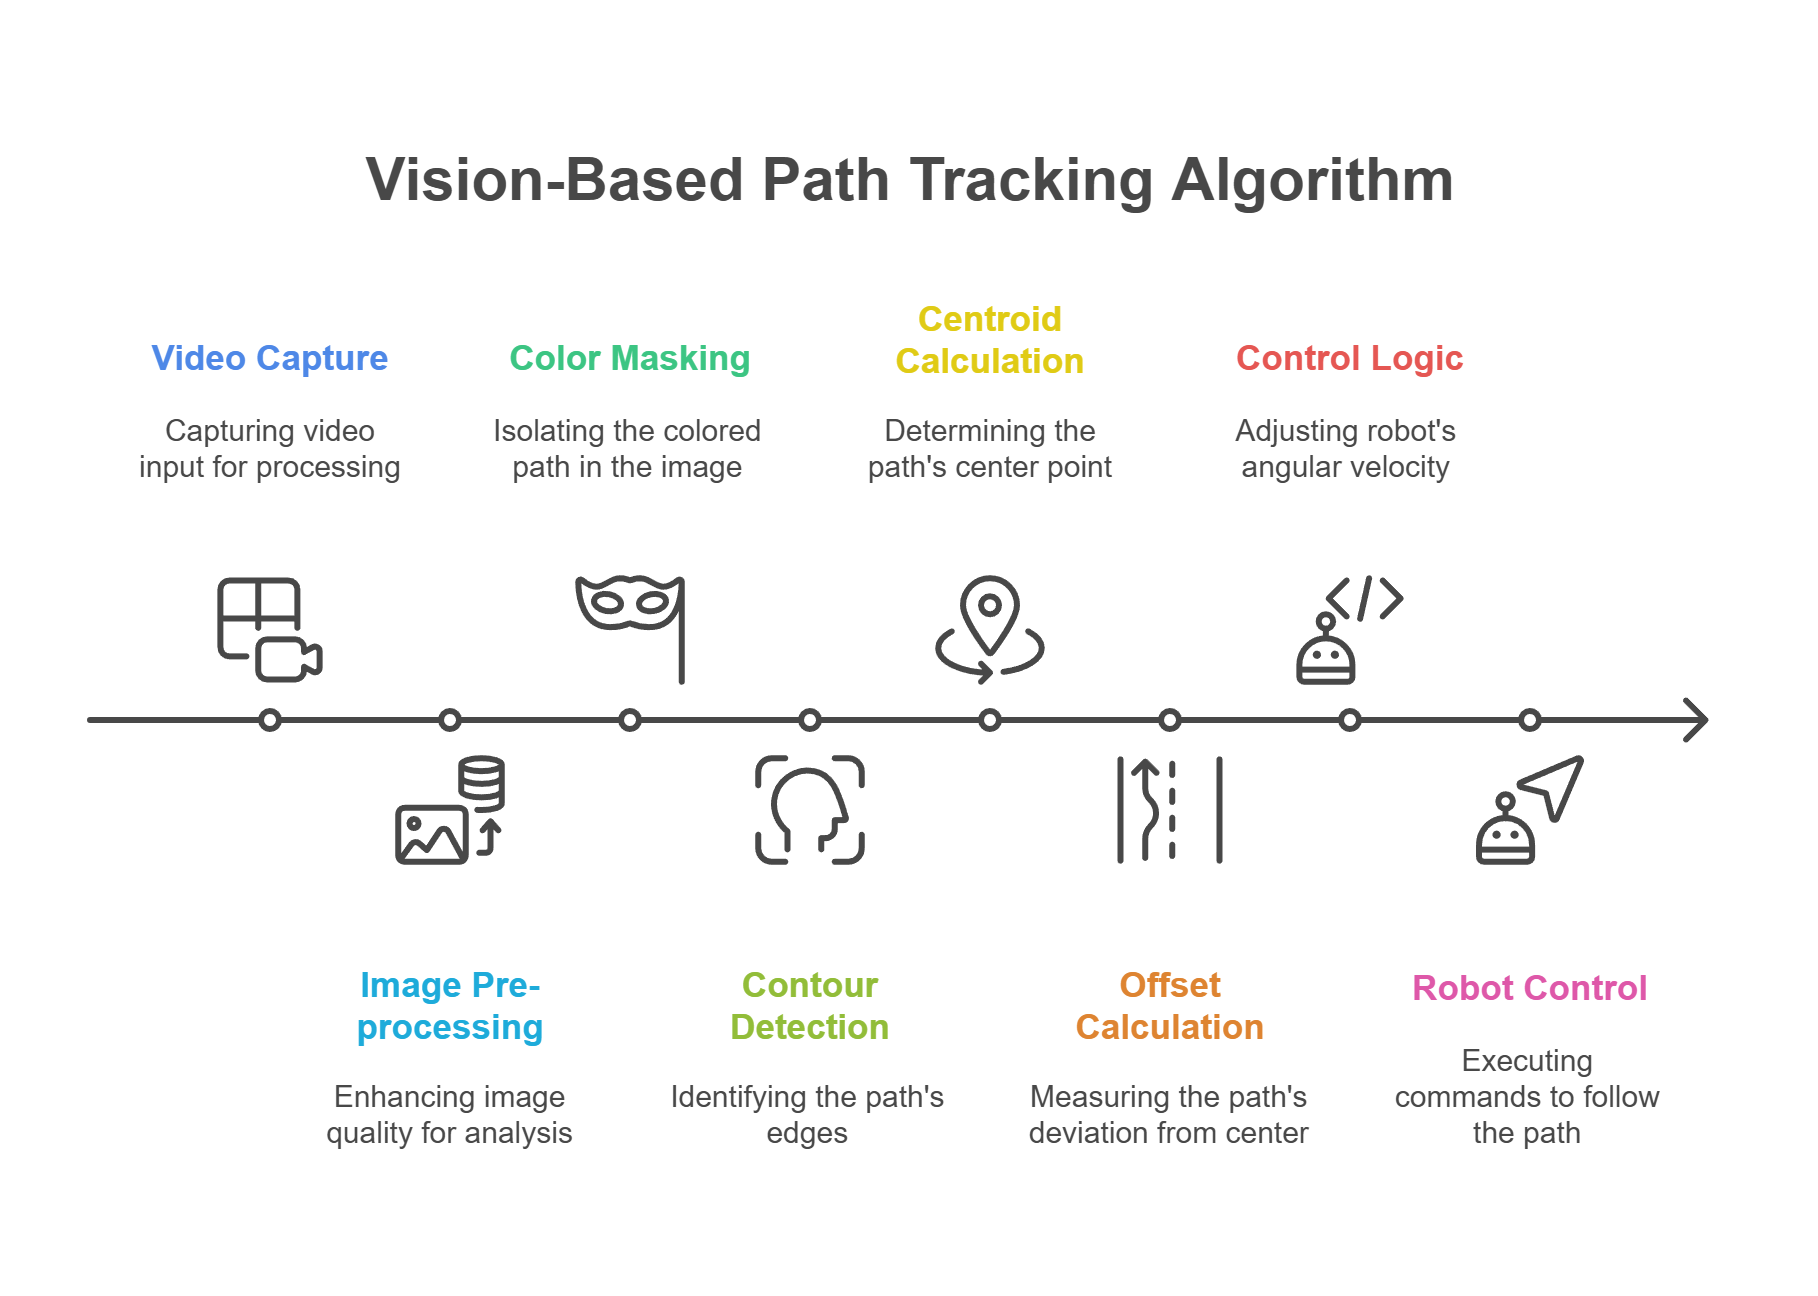 Vision-Based Path Tracking Algorithm
Video Capture
Capturing video
input for processing
Image Pre-
processing
Enhancing image
quality for analysis
Color Masking
Isolating the colored
path in the image
Contour
Detection
Identifying the path's
edges
Centroid
Calculation
Determining the
path's center point
Offset
Calculation
Measuring the path's
deviation from center
Control Logic
Adjusting robot's
angular velocity
Robot Control
Executing
commands to follow
the path